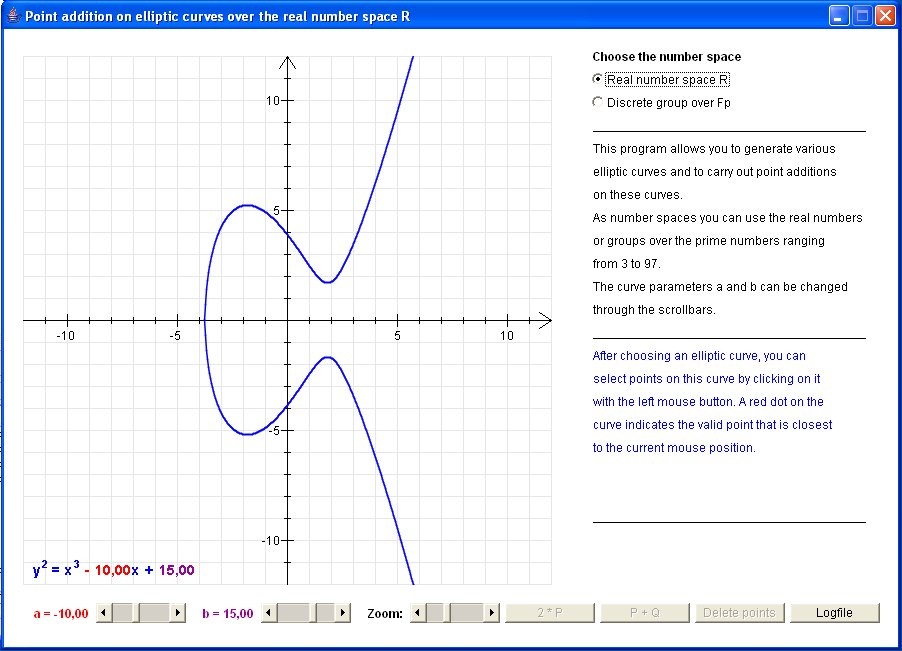 Point addition on elliptic curves over the real number space R
Choose the number space
Real number space R
Discrete group over Fp
This program allows you to generate various
elliptic curves and to carry out point additions
on these curves.
As number spaces you can use the real numbers
or groups over the prime numbers ranging
from 3 to 97.
The curve parameters a and b can be changed
through the scrollbars.
After choosing an elliptic curve, you can
select points on this curve by clicking on it
with the left mouse button. A red dot on the
curve indicates the valid point that is closest
to the current mouse position.
10
5
-10
-5
5
10
-5
-10
y² = x³ - 10,00x + 15,00
a = -10,00
b = 15,00
Zoom:
2 * P
P + Q
Delete points
Logfile